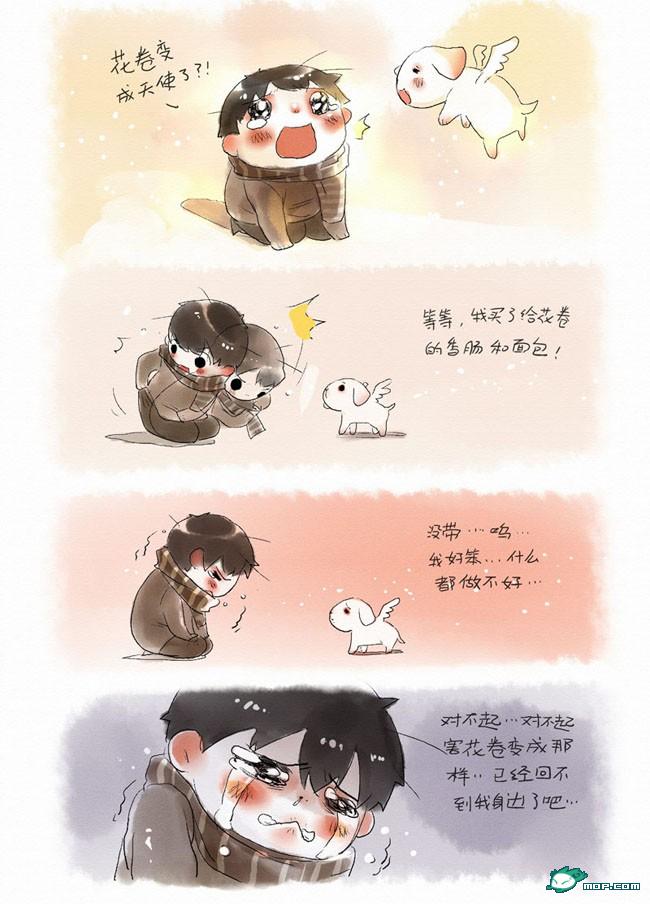 花卷变
成天使了?!
等等，我买了给花卷
的香肠和面包！
没带…呜…
我好笨…什么
都做不好…
对不起…对不起
害花卷变成那
样…已经回不
到我身边了吧…
MOP.COM